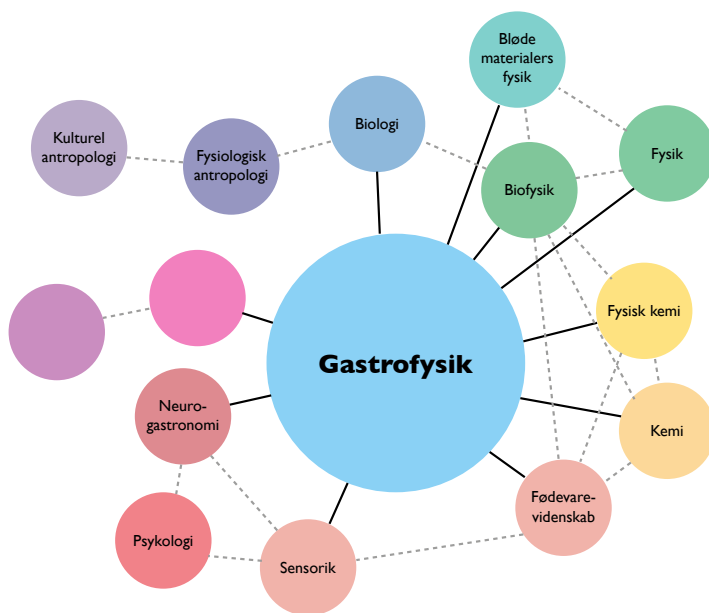 Bløde
materialers
fysik
Biologi
Fysik
Kulturel
antropologi
Fysiologisk
antropologi
Biofysik
Fysisk kemi
Gastrofysik
Neuro-
gastronomi
Kemi
Fødevare-
videnskab
Psykologi
Sensorik